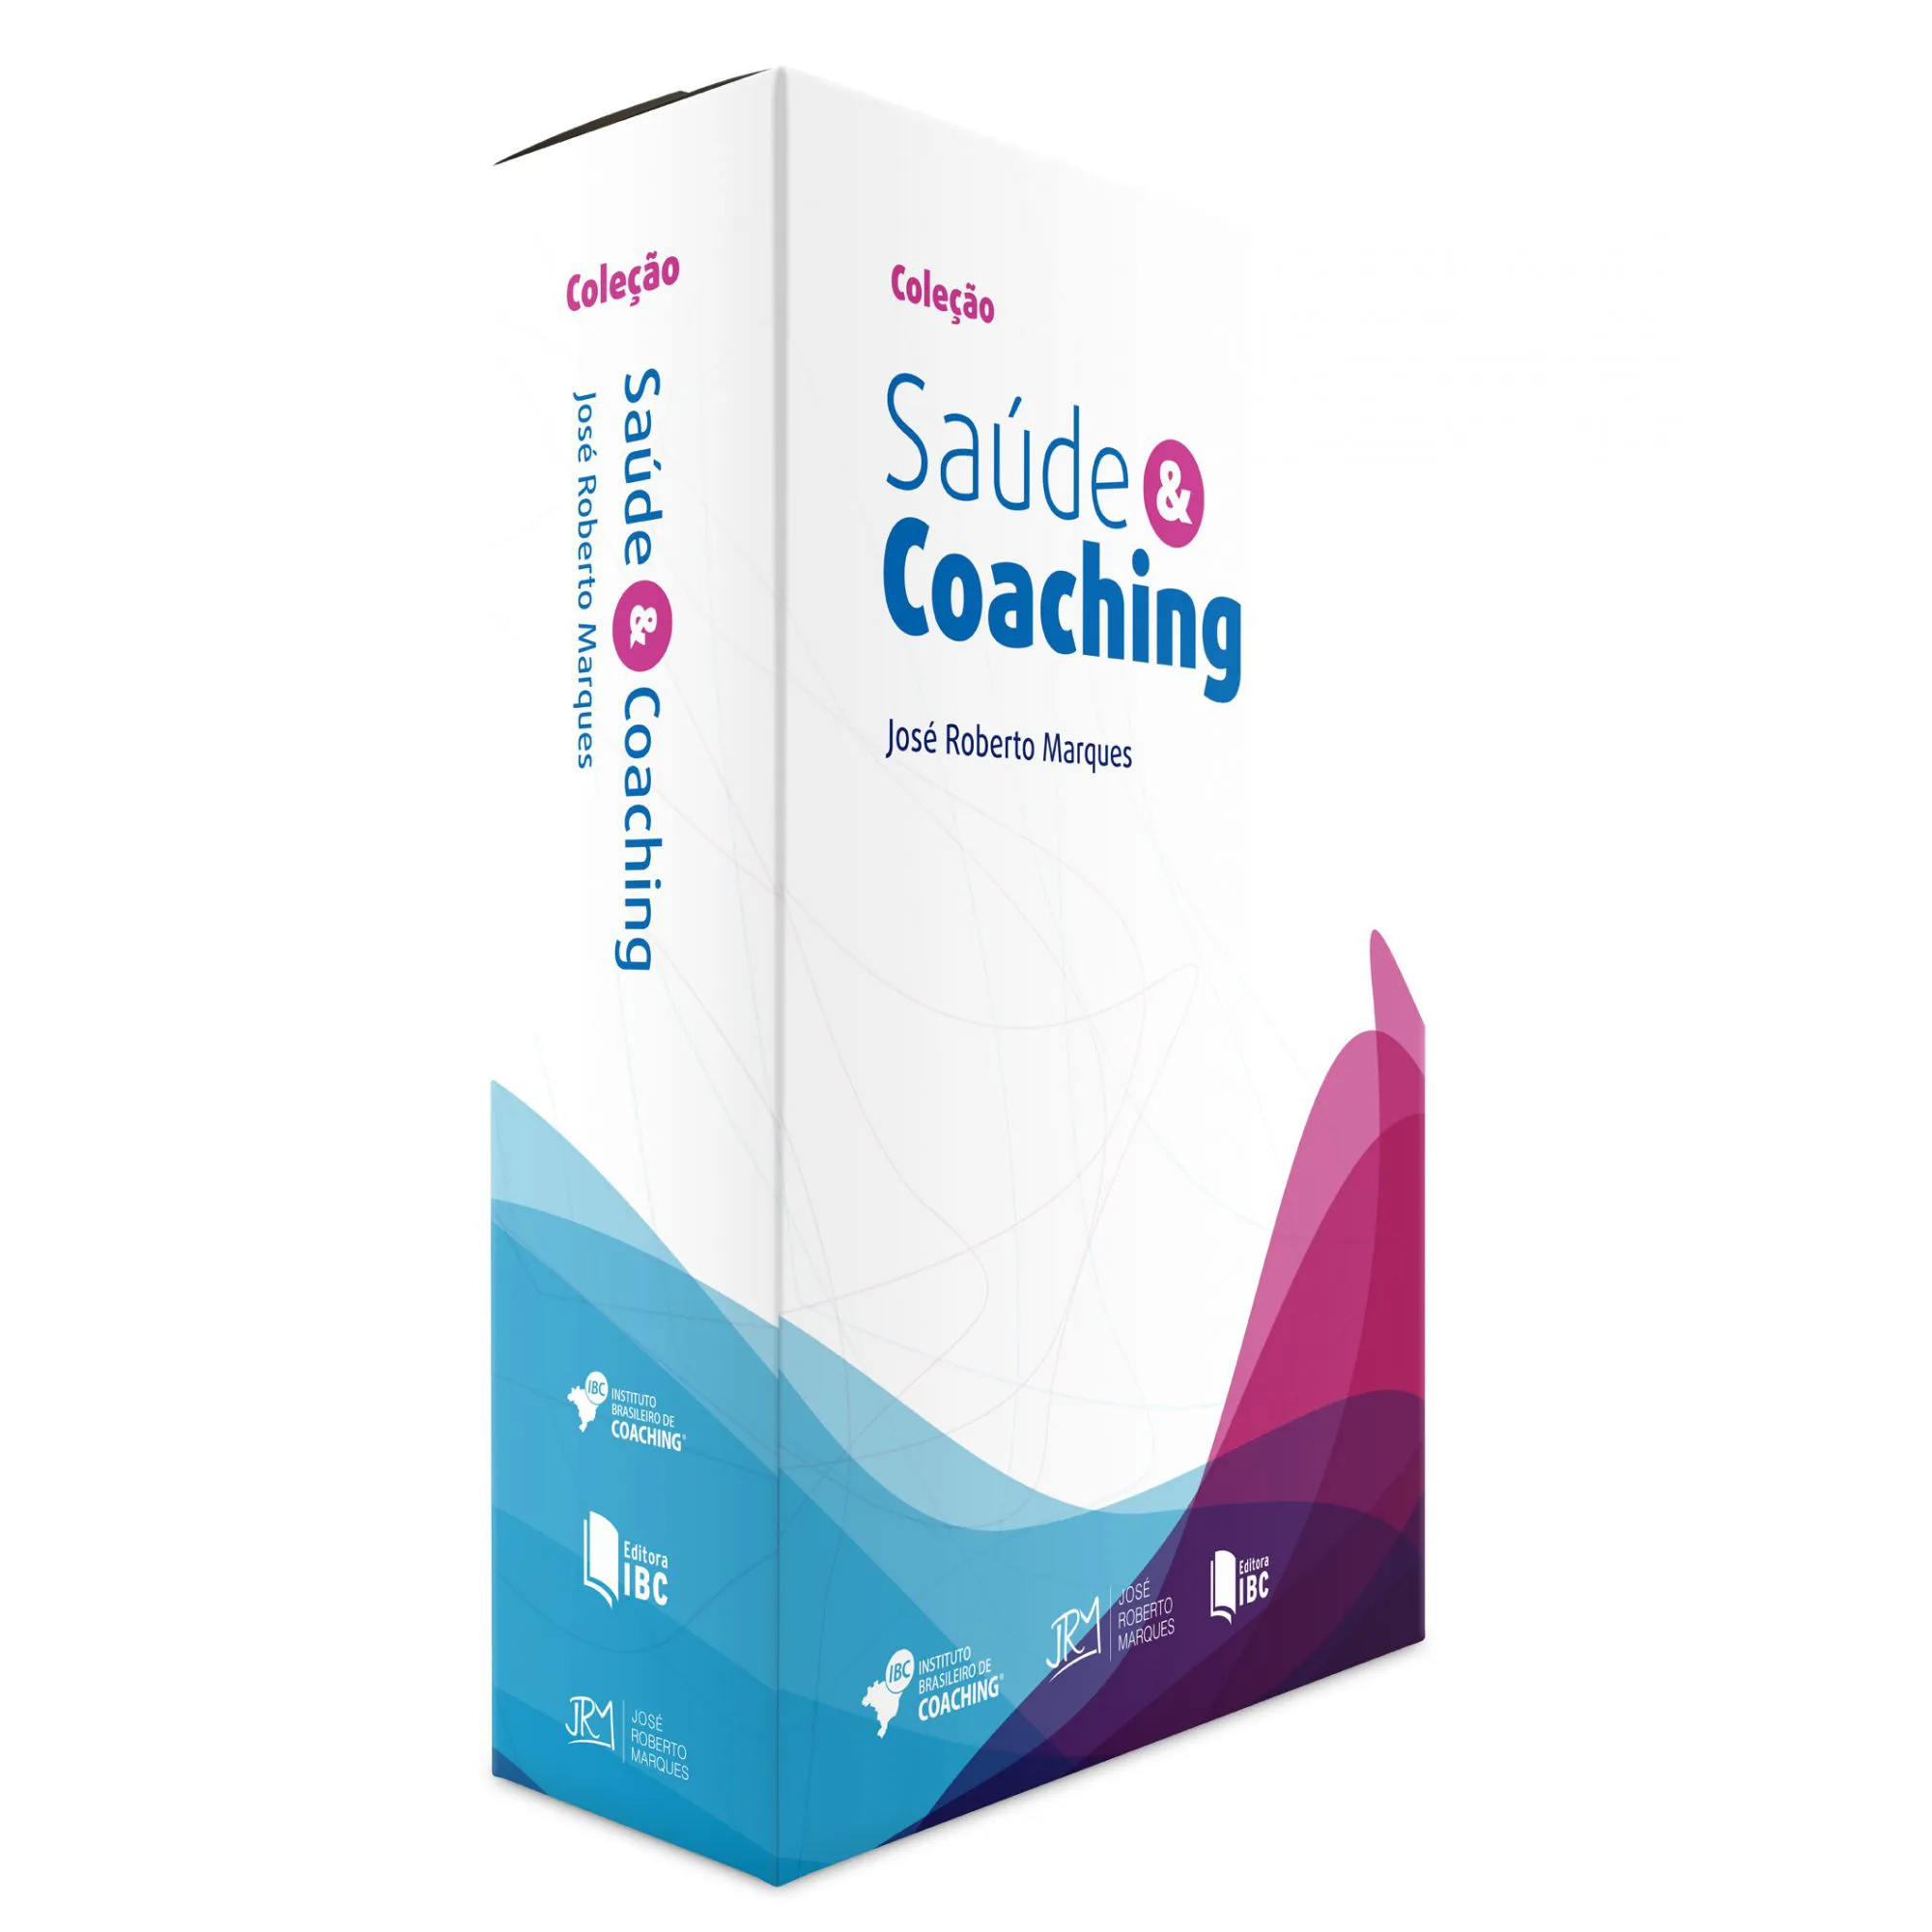 Coleção
Saúde & Coaching
José Roberto Marques
IBC INSTITUTO
BRASILEIRO DE
COACHING®
Editora
IBC
JRM JOSÉ
ROBERTO
MARQUES
Coleção
Saúde &
Coaching
José Roberto Marques
IBC INSTITUTO
BRASILEIRO DE
COACHING®
JRM JOSÉ
ROBERTO
MARQUES
Editora
IBC